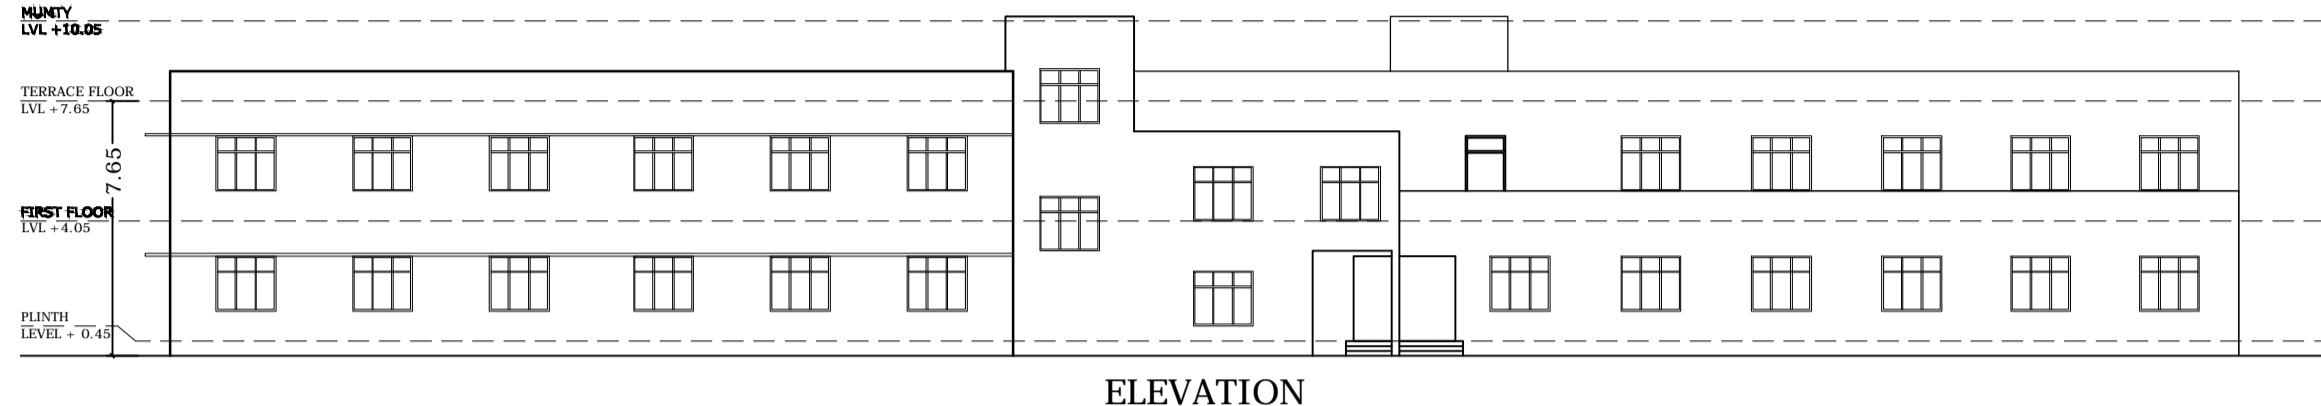 MUMTY
LVL +10.05
TERRACE FLOOR
LVL +7.65
7.65
FIRST FLOOR
LVL +4.05
PLINTH
LEVEL + 0.45
ELEVATION